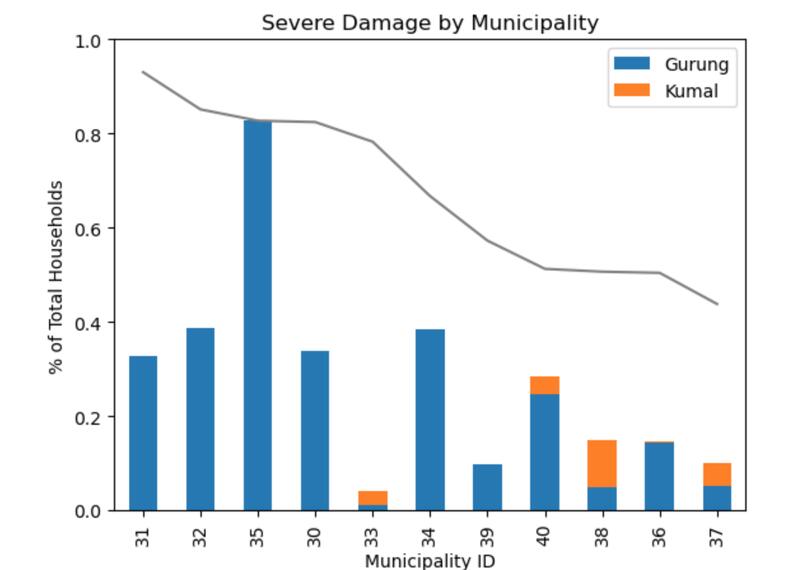 Severe Damage by Municipality
Gurung
Kumal
% of Total Households
1.0
0.8
0.6
0.4
0.2
0.0
31 32 35 30 33 34 39 40 38 36 37
Municipality ID